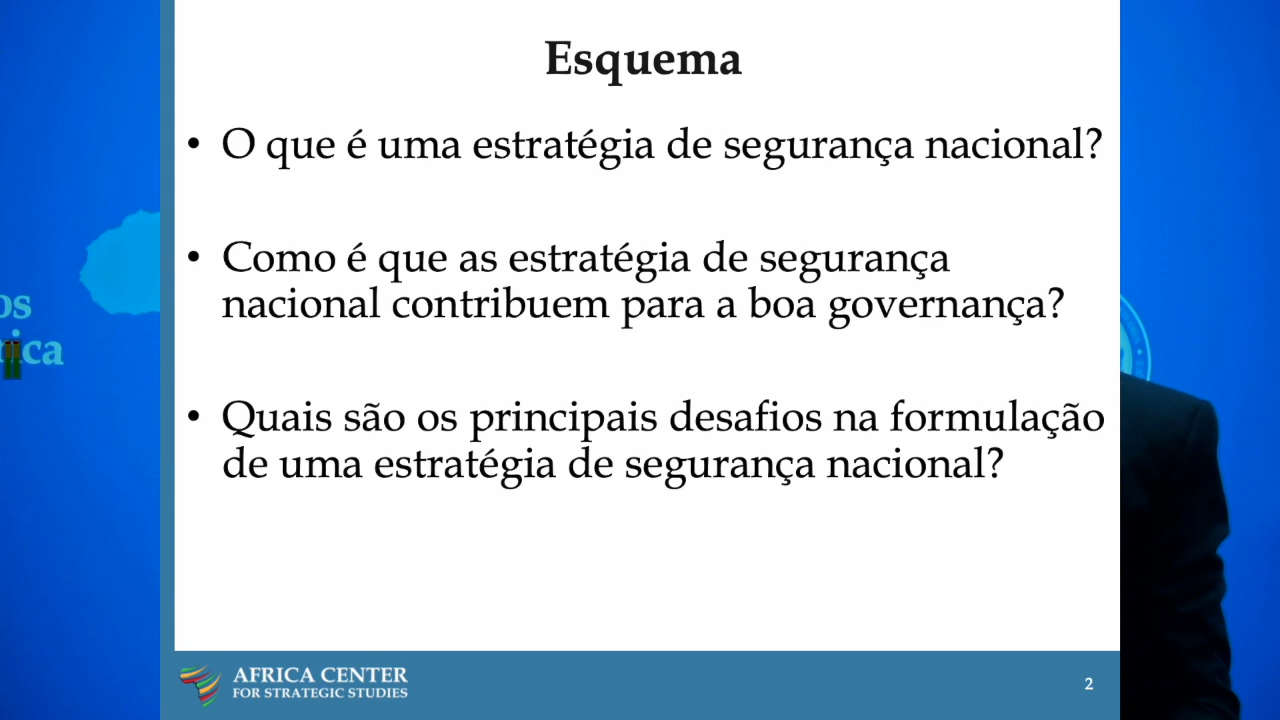 Esquema
• O que é uma estratégia de segurança nacional?
• Como é que as estratégia de segurança
nacional contribuem para a boa governança?
• Quais são os principais desafios na formulação
de uma estratégia de segurança nacional?
AFRICA CENTER
FOR STRATEGIC STUDIES
2
os